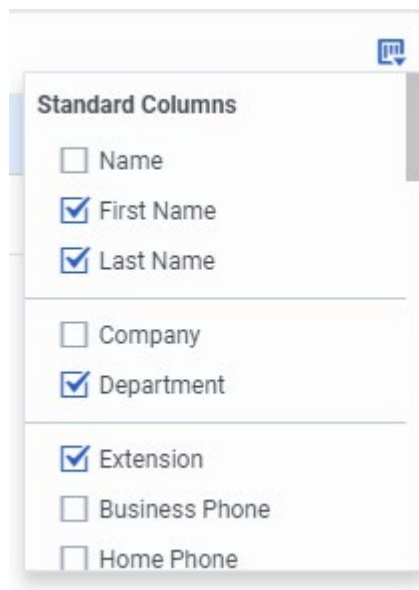 Standard Columns
Name
First Name
Last Name
Company
Department
Extension
Business Phone
Home Phone